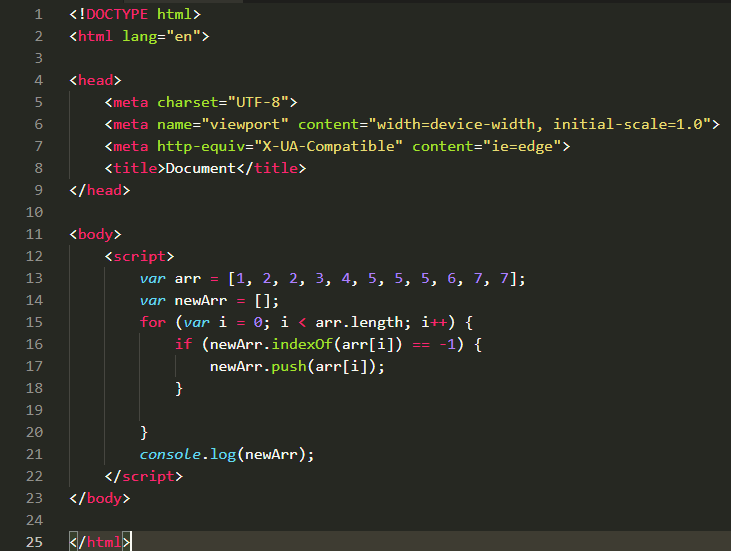 1 <!DOCTYPE html>
2 <html lang="en">
3
4 <head>
5     <meta charset="UTF-8">
6     <meta name="viewport" content="width=device-width, initial-scale=1.0">
7     <meta http-equiv="X-UA-Compatible" content="ie=edge">
8     <title>Document</title>
9 </head>
10
11 <body>
12     <script>
13         var arr = [1, 2, 2, 3, 4, 5, 5, 5, 6, 7, 7];
14         var newArr = [];
15         for (var i = 0; i < arr.length; i++) {
16             if (newArr.indexOf(arr[i]) == -1) {
17                 newArr.push(arr[i]);
18             }
19
20         }
21         console.log(newArr);
22     </script>
23 </body>
24
25 </html>